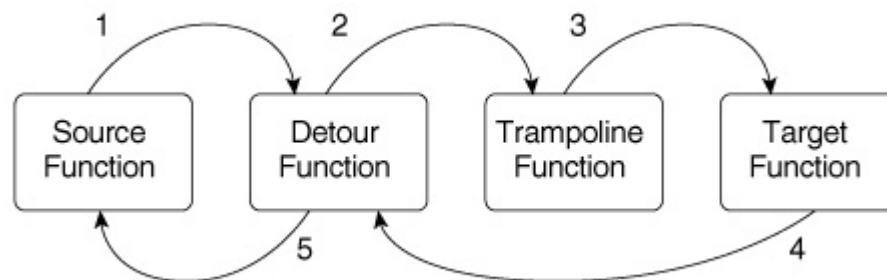 1
2
3
Source
Function
Detour
Function
Trampoline
Function
Target
Function
5
4